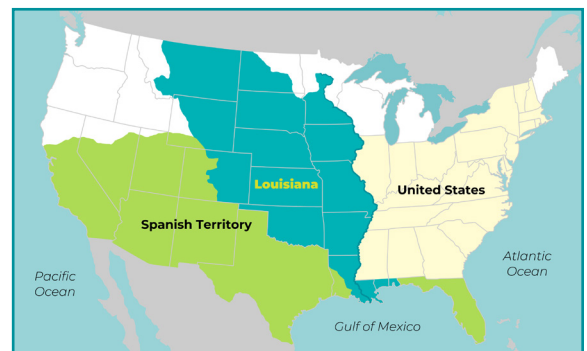 Louisiana
United States
Spanish Territory
Pacific
Ocean
Atlantic
Ocean
Gulf of Mexico